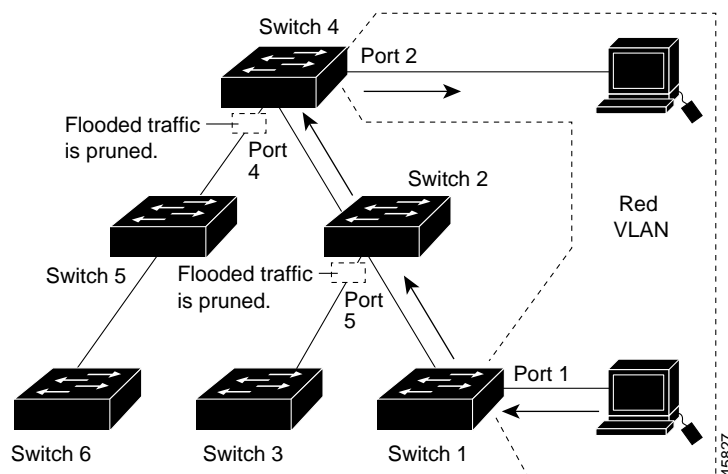 Switch 4
Port 2
Flooded traffic
is pruned.
Port
4
Switch 2
Red
VLAN
Switch 5
Flooded traffic
is pruned.
Port
5
Port 1
Switch 6
Switch 3
Switch 1
15827